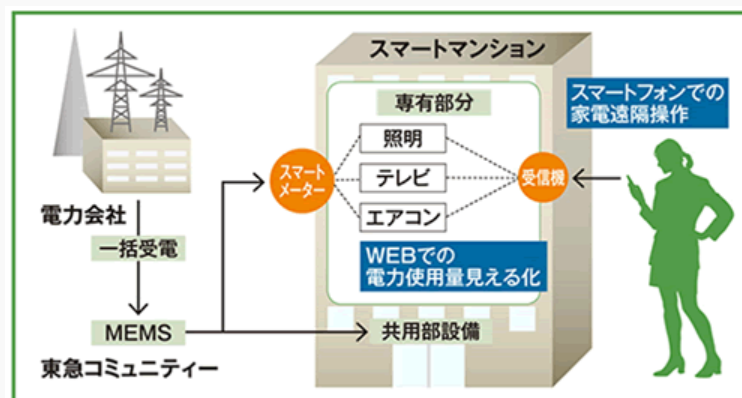 スマートマンション
専有部分
照明
テレビ
エアコン
スマート
メーター
受信機
スマートフォンでの
家電遠隔操作
WEBでの
電力使用量見える化
共用部設備
電力会社
一括受電
MEMS
東急コミュニティー